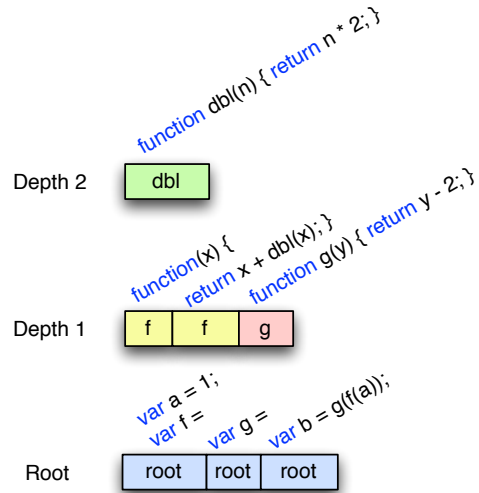 function dbl(n) { return n * 2; }
Depth 2
dbl
function(x) {
return x + dbl(x); }
function g(y) { return y - 2; }
Depth 1
f
f
g
var a = 1;
var f =
var g =
var b = g(f(a));
Root
root
root
root